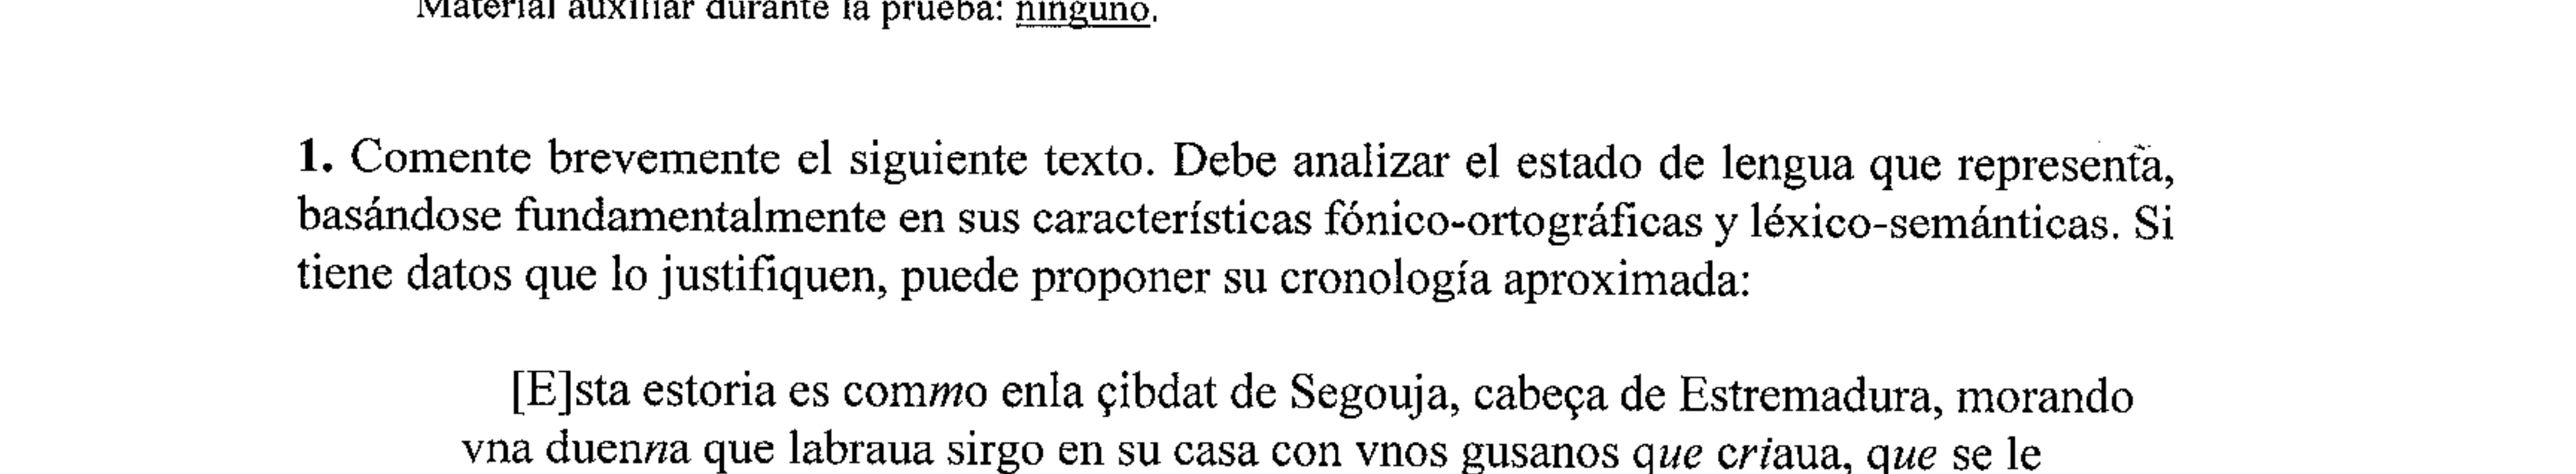 Material auxiliar durante la prueba: ninguno.
1. Comente brevemente el siguiente texto. Debe analizar el estado de lengua que representa,
basándose fundamentalmente en sus características fónico-ortográficas y léxico-semánticas. Si
tiene datos que lo justifiquen, puede proponer su cronología aproximada:
[E]sta estoria es commo enla çibdat de Segouja, cabeça de Estremadura, morando
vna duenna que labraua sirgo en su casa con vnos gusanos que criaua, que se le